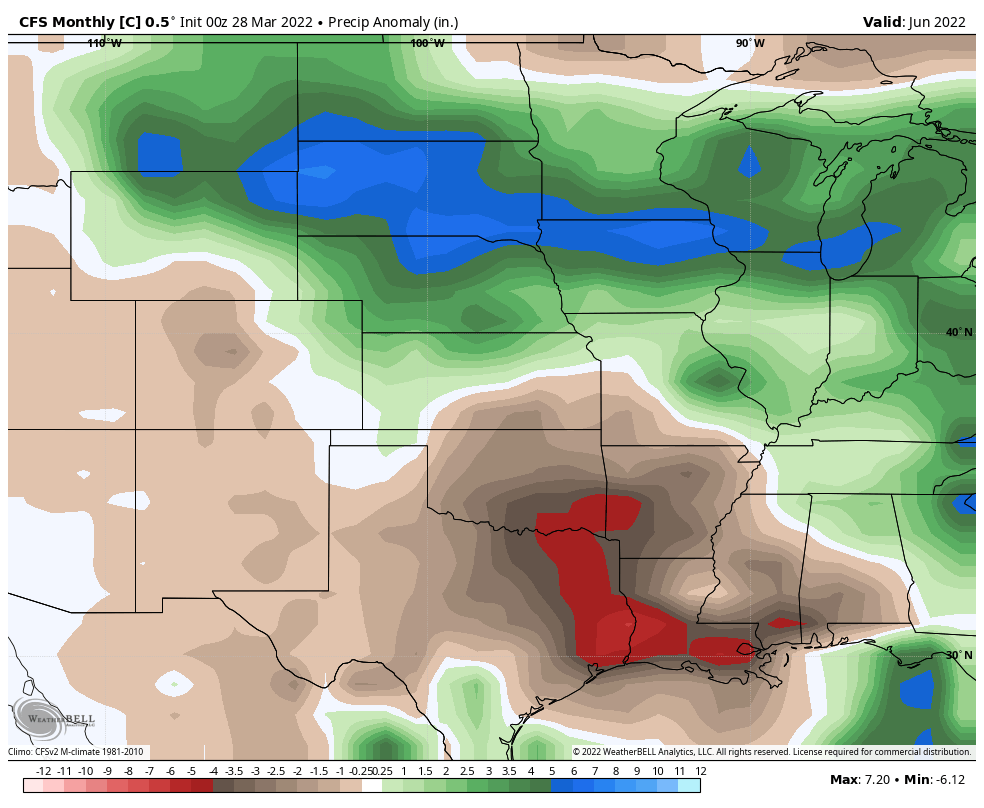 CFS Monthly [C] 0.5° Init 00z 28 Mar 2022 • Precip Anomaly (in.)
Valid: Jun 2022
110°W
100°W
90°W
40°N
30°N
WEATHERBELL
Climo: CFSv2 M-climate 1981-2010
© 2022 WeatherBELL Analytics, LLC. All rights reserved. License required for commercial distribution.
-12 -11 -10 -9 -8 -7 -6 -5 -4 -3.5 -3 -2.5 -2 -1.5 -1 -0.25 0.25 1 1.5 2 2.5 3 3.5 4 5 6 7 8 9 10 11 12
Max: 7.20 • Min: -6.12